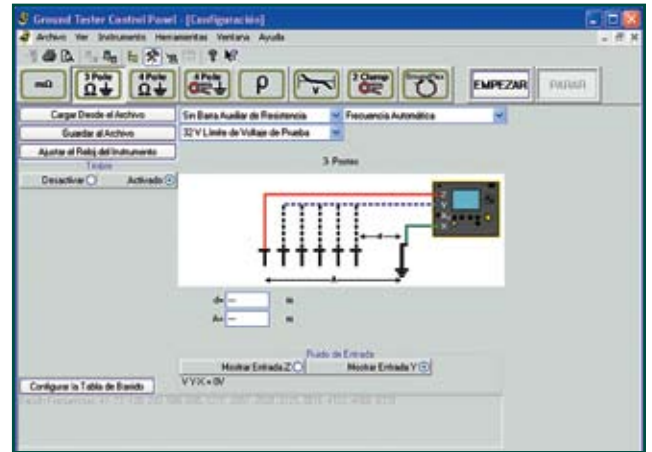 Ground Tester Control Panel - [Configuración]
Archivo Ver Instrumento Herramientas Ventana Ayuda
mΩ
3 Pole Ω
4 Pole Ω
4 Pole
ρ
V
2 Clamp
GroundFlex
EMPEZAR
PARAR
Cargar Desde el Archivo
Sin Barra Auxiliar de Resistencia
Frecuencia Automática
Guardar al Archivo
32 V Límite de Voltaje de Prueba
Ajustar el Reloj del Instrumento
Timbre
3- Postes
Desactivar
Activado
Z
Y
d
A
d= --- m
A= --- m
Ruido de Entrada
Mostrar Entrada Z
Mostrar Entrada Y
Configurar la Tabla de Barrido
V Y/X = 0V